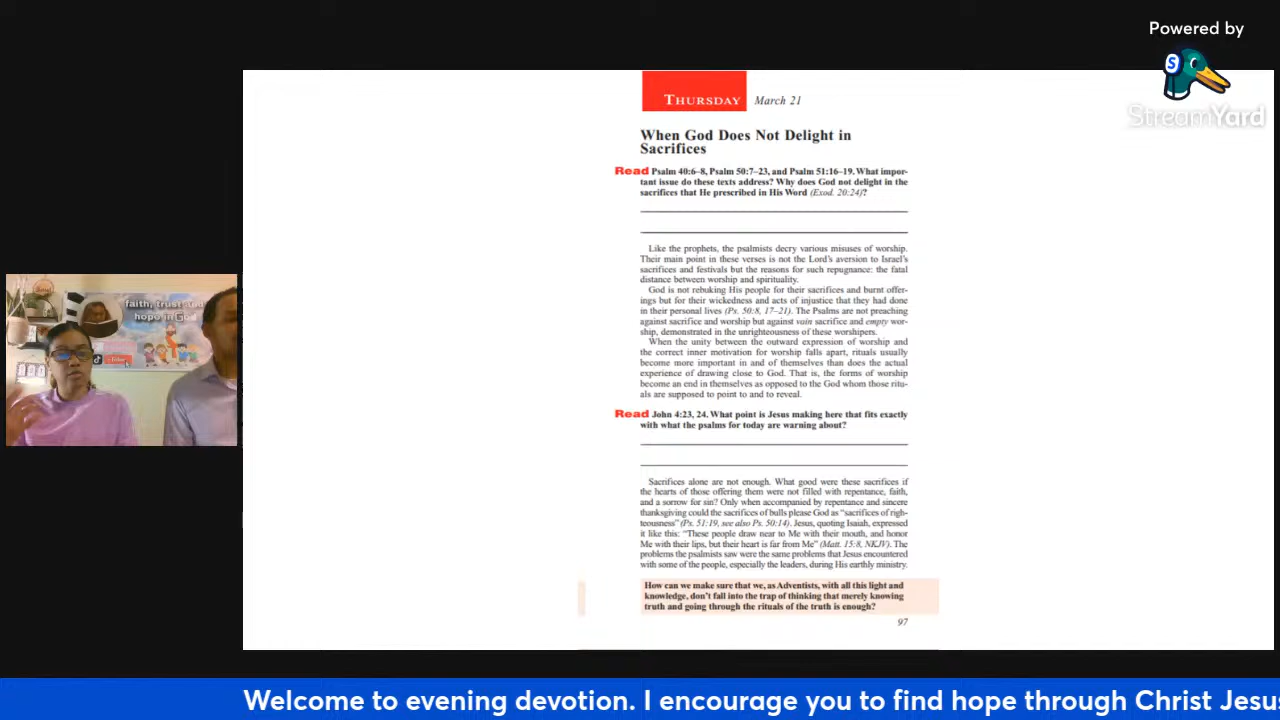 Powered by
S
StreamYard
THURSDAY March 21
When God Does Not Delight in
Sacrifices
Read Psalm 40:6–8, Psalm 50:7–23, and Psalm 51:16–19. What impor-
tant issue do these texts address? Why does God not delight in the
sacrifices that He prescribed in His Word (Exod. 20:24)?
Like the prophets, the psalmists decry various misuses of worship.
Their main point in these verses is not the Lord's aversion to Israel's
sacrifices and festivals but the reasons for such repugnance: the fatal
distance between worship and spirituality.
God is not rebuking His people for their sacrifices and burnt offer-
ings but for their wickedness and acts of injustice that they had done
in their personal lives (Ps. 50:8, 17–21). The Psalms are not preaching
against sacrifice and worship but against vain sacrifice and empty wor-
ship, demonstrated in the unrighteousness of these worshipers.
When the unity between the outward expression of worship and
the correct inner motivation for worship falls apart, rituals usually
become more important in and of themselves than does the actual
experience of drawing close to God. That is, the forms of worship
become an end in themselves as opposed to the God whom those ritu-
als are supposed to point to and to reveal.
Read John 4:23, 24. What point is Jesus making here that fits exactly
with what the psalms for today are warning about?
Sacrifices alone are not enough. What good were these sacrifices if
the hearts of those offering them were not filled with repentance, faith,
and a sorrow for sin? Only when accompanied by repentance and sincere
thanksgiving could the sacrifices of bulls please God as "sacrifices of righ-
teousness" (Ps. 51:19, see also Ps. 50:14). Jesus, quoting Isaiah, expressed
it like this: "These people draw near to Me with their mouth, and honor
Me with their lips, but their heart is far from Me" (Matt. 15:8, NKJV). The
problems the psalmists saw were the same problems that Jesus encountered
with some of the people, especially the leaders, during His earthly ministry.
How can we make sure that we, as Adventists, with all this light and
knowledge, don't fall into the trap of thinking that merely knowing
truth and going through the rituals of the truth is enough?
97
faith, trust and
hope in God
Welcome to evening devotion. I encourage you to find hope through Christ Jesus